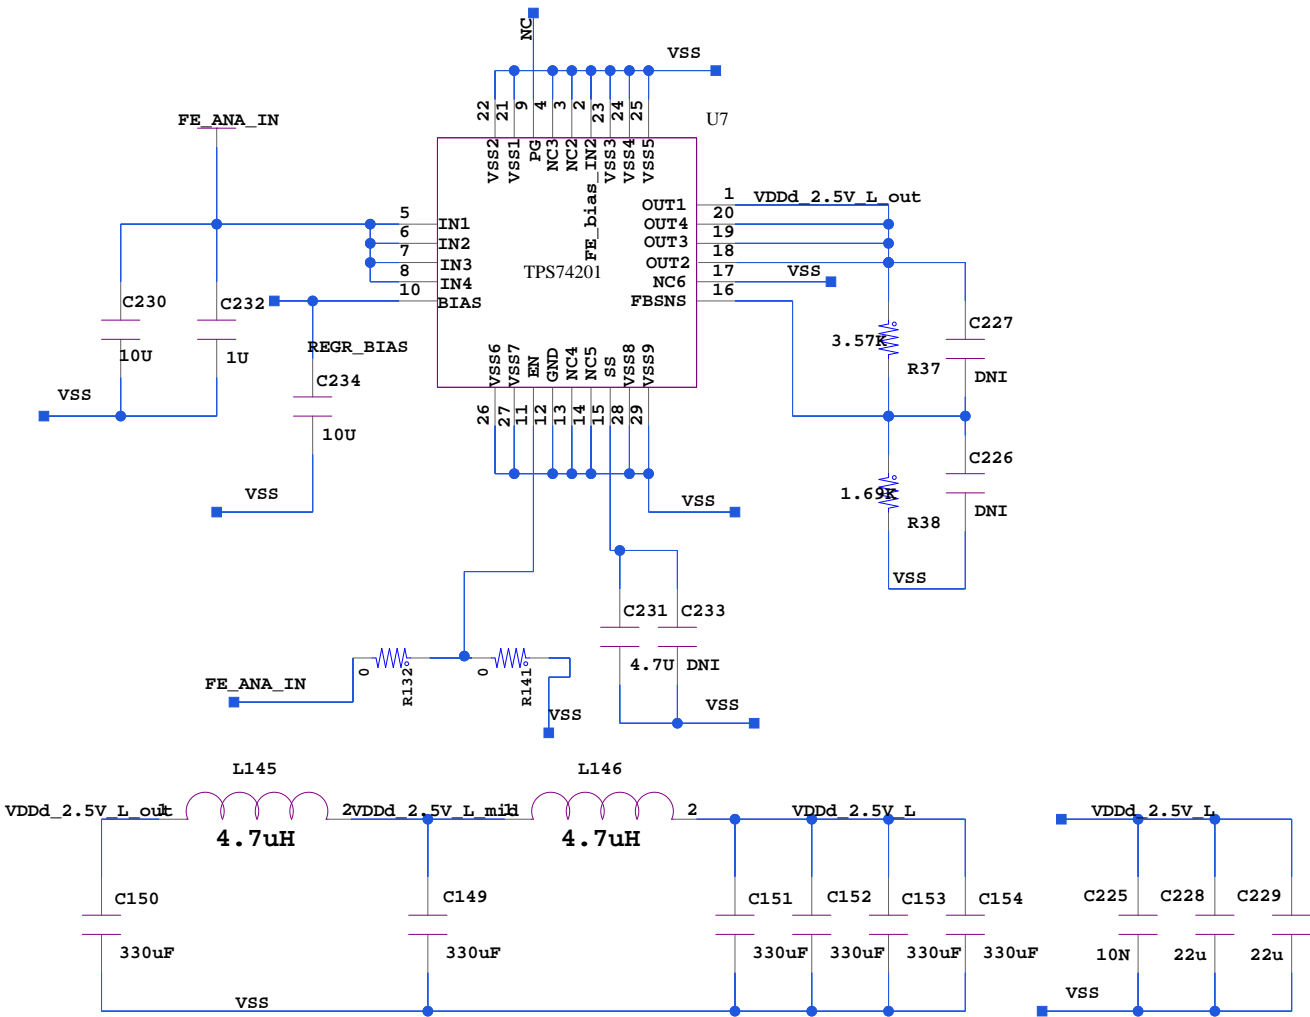 NC
VSS
22
21
9
4
3
2
23
24
25
U7
FE_ANA_IN
VSS2
VSS1
PG
NC3
NC2
FE_bias_IN2
VSS3
VSS4
VSS5
5
6
7
8
10
IN1
IN2
IN3
IN4
BIAS
TPS74201
OUT1
OUT4
OUT3
OUT2
NC6
FBSNS
1
20
19
18
17
16
VDDd_2.5V_L_out
VSS
C230
10U
C232
1U
VSS
REGR_BIAS
C234
10U
VSS
VSS6
VSS7
EN
GND
NC4
NC5
SS
VSS8
VSS9
26
27
11
12
13
14
15
28
29
VSS
3.57K
R37
C227
DNI
1.69K
R38
C226
DNI
VSS
C231
4.7U
C233
DNI
VSS
FE_ANA_IN
0
R132
0
R141
VSS
L145
L146
VDDd_2.5V_L_out
1
2
VDDd_2.5V_L_mid
1
2
VDDd_2.5V_L
VDDd_2.5V_L
4.7uH
4.7uH
C150
C149
C151
C152
C153
C154
C225
C228
C229
330uF
330uF
330uF
330uF
330uF
330uF
10N
22u
22u
VSS
VSS